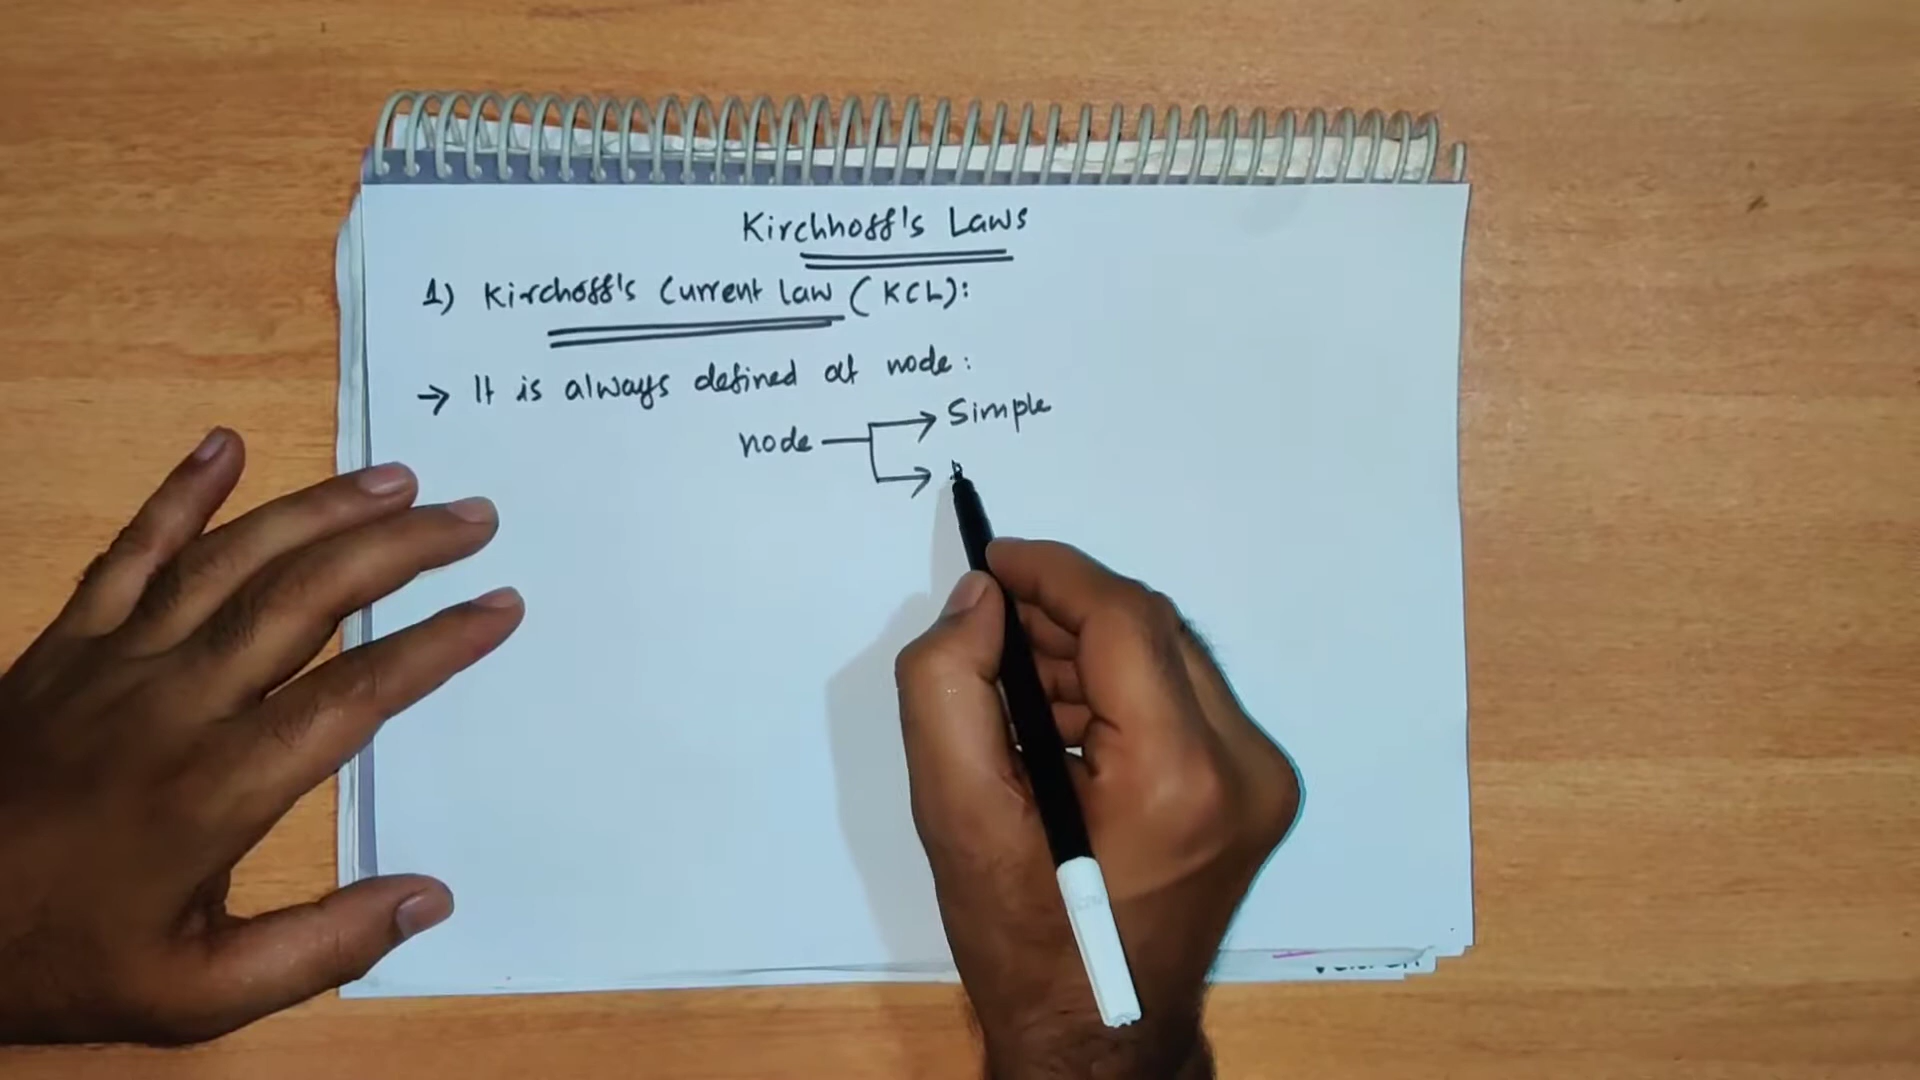 Kirchhoff's Laws
1) Kirchoff's Current law (KCL):
→ It is always defined at node:
node → Simple
→